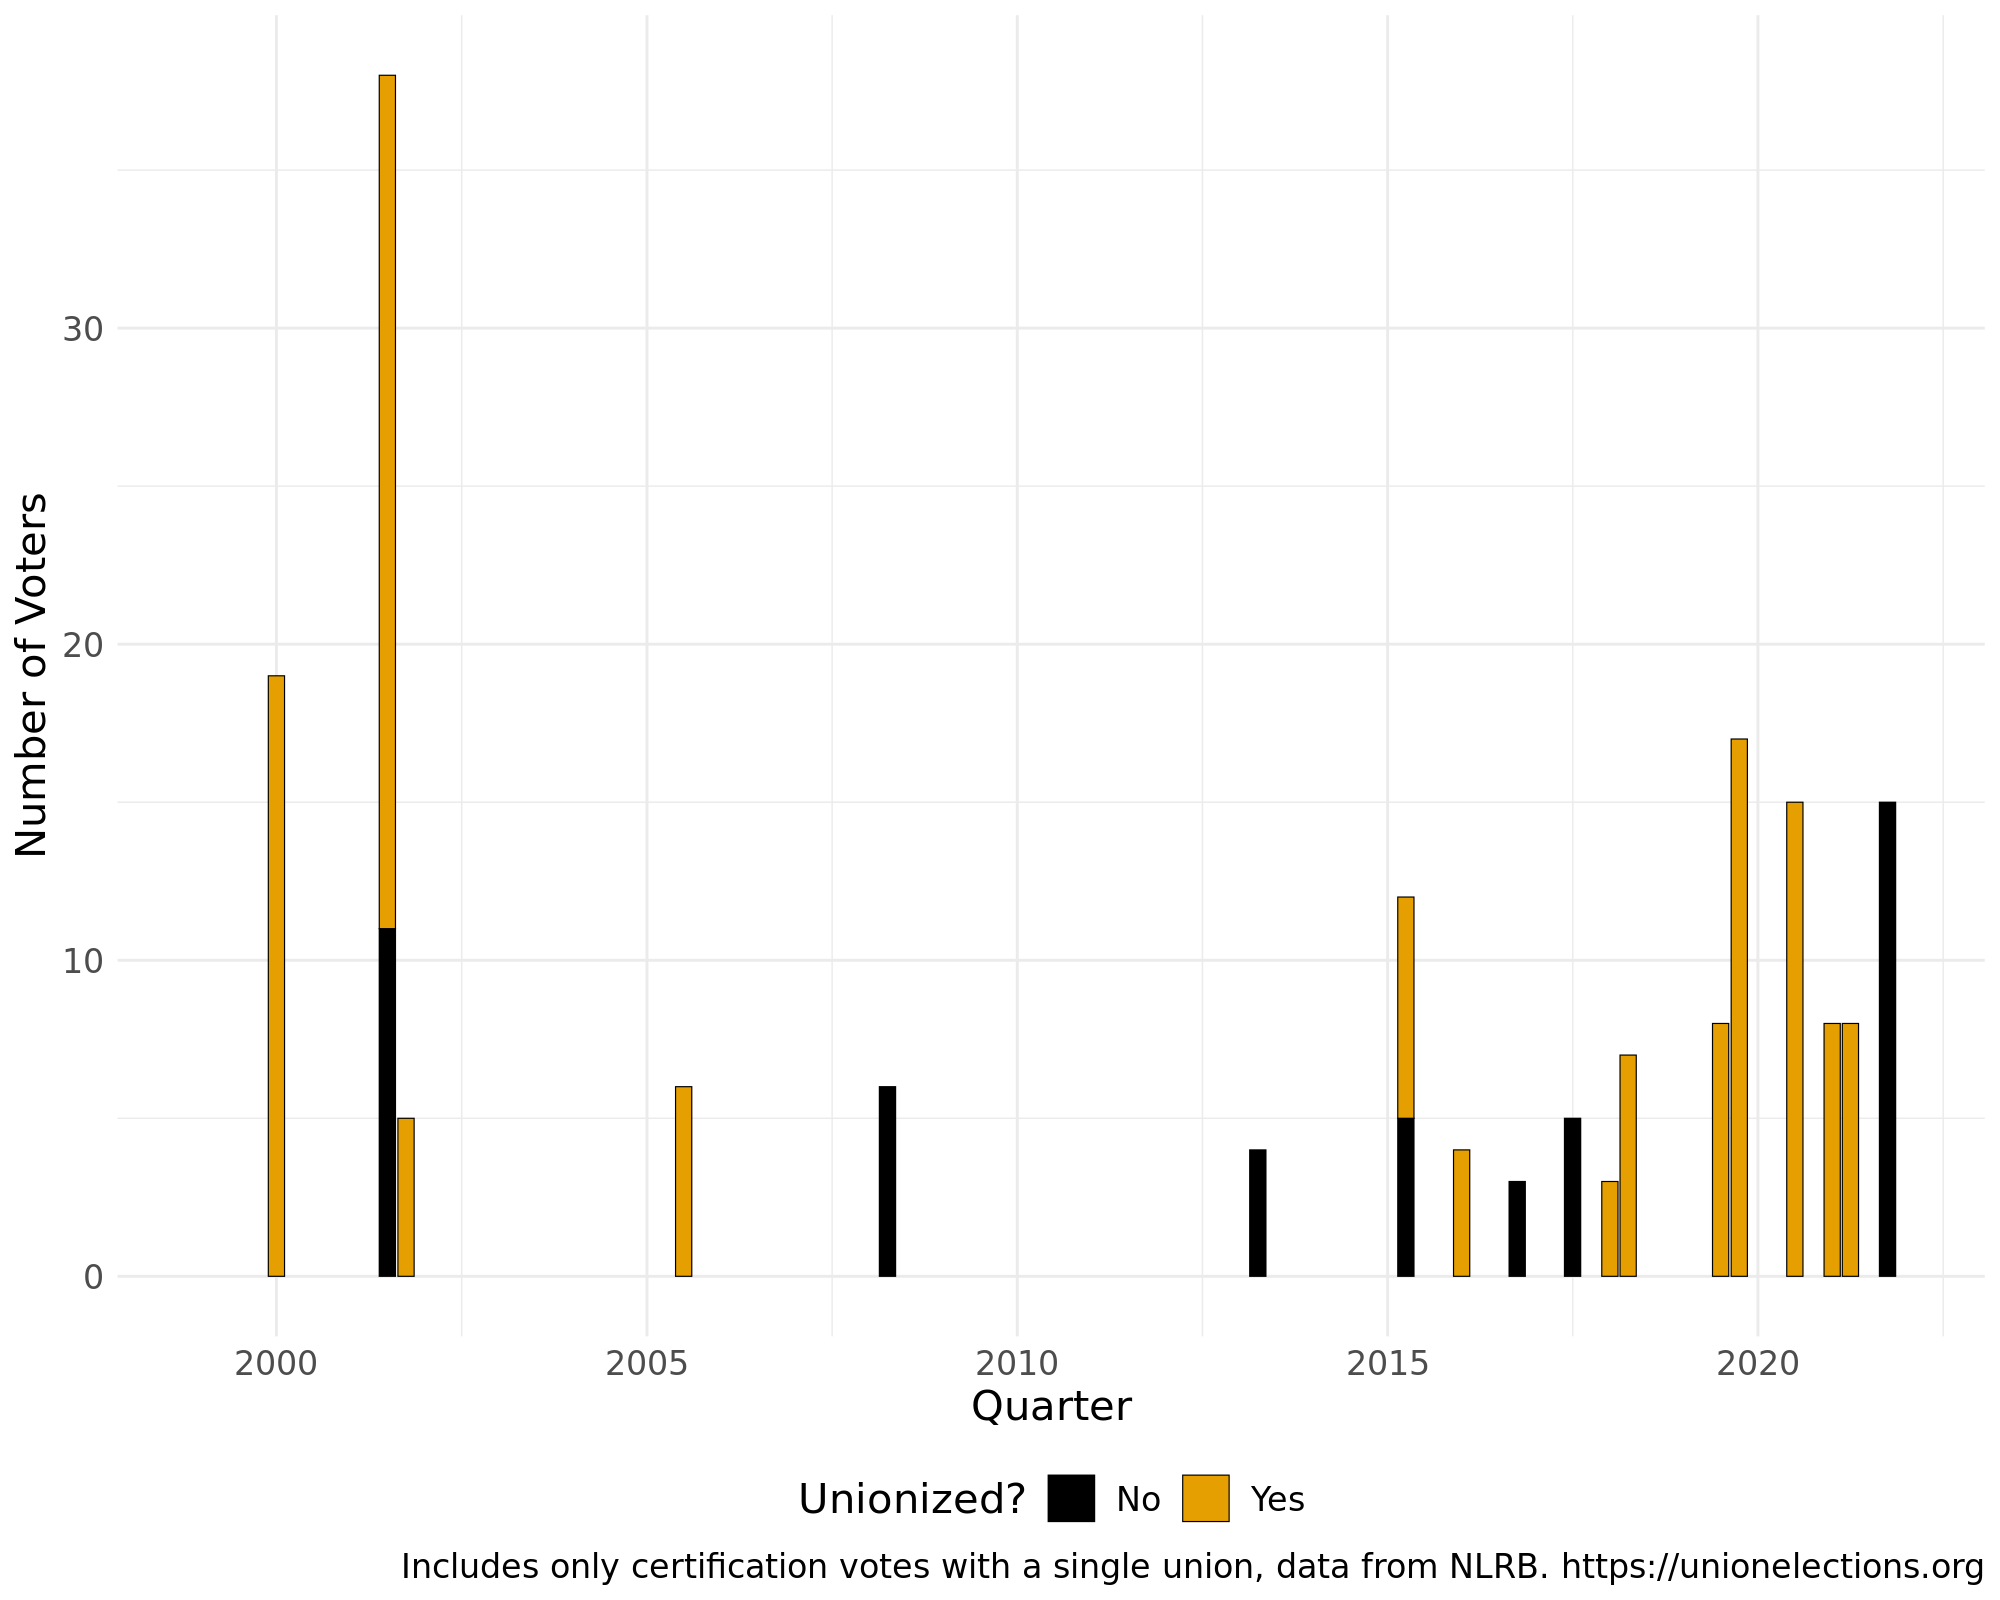 Number of Voters
30
20
10
0
2000 2005 2010 2015 2020
Quarter
Unionized? No Yes
Includes only certification votes with a single union, data from NLRB. https://unionelections.org